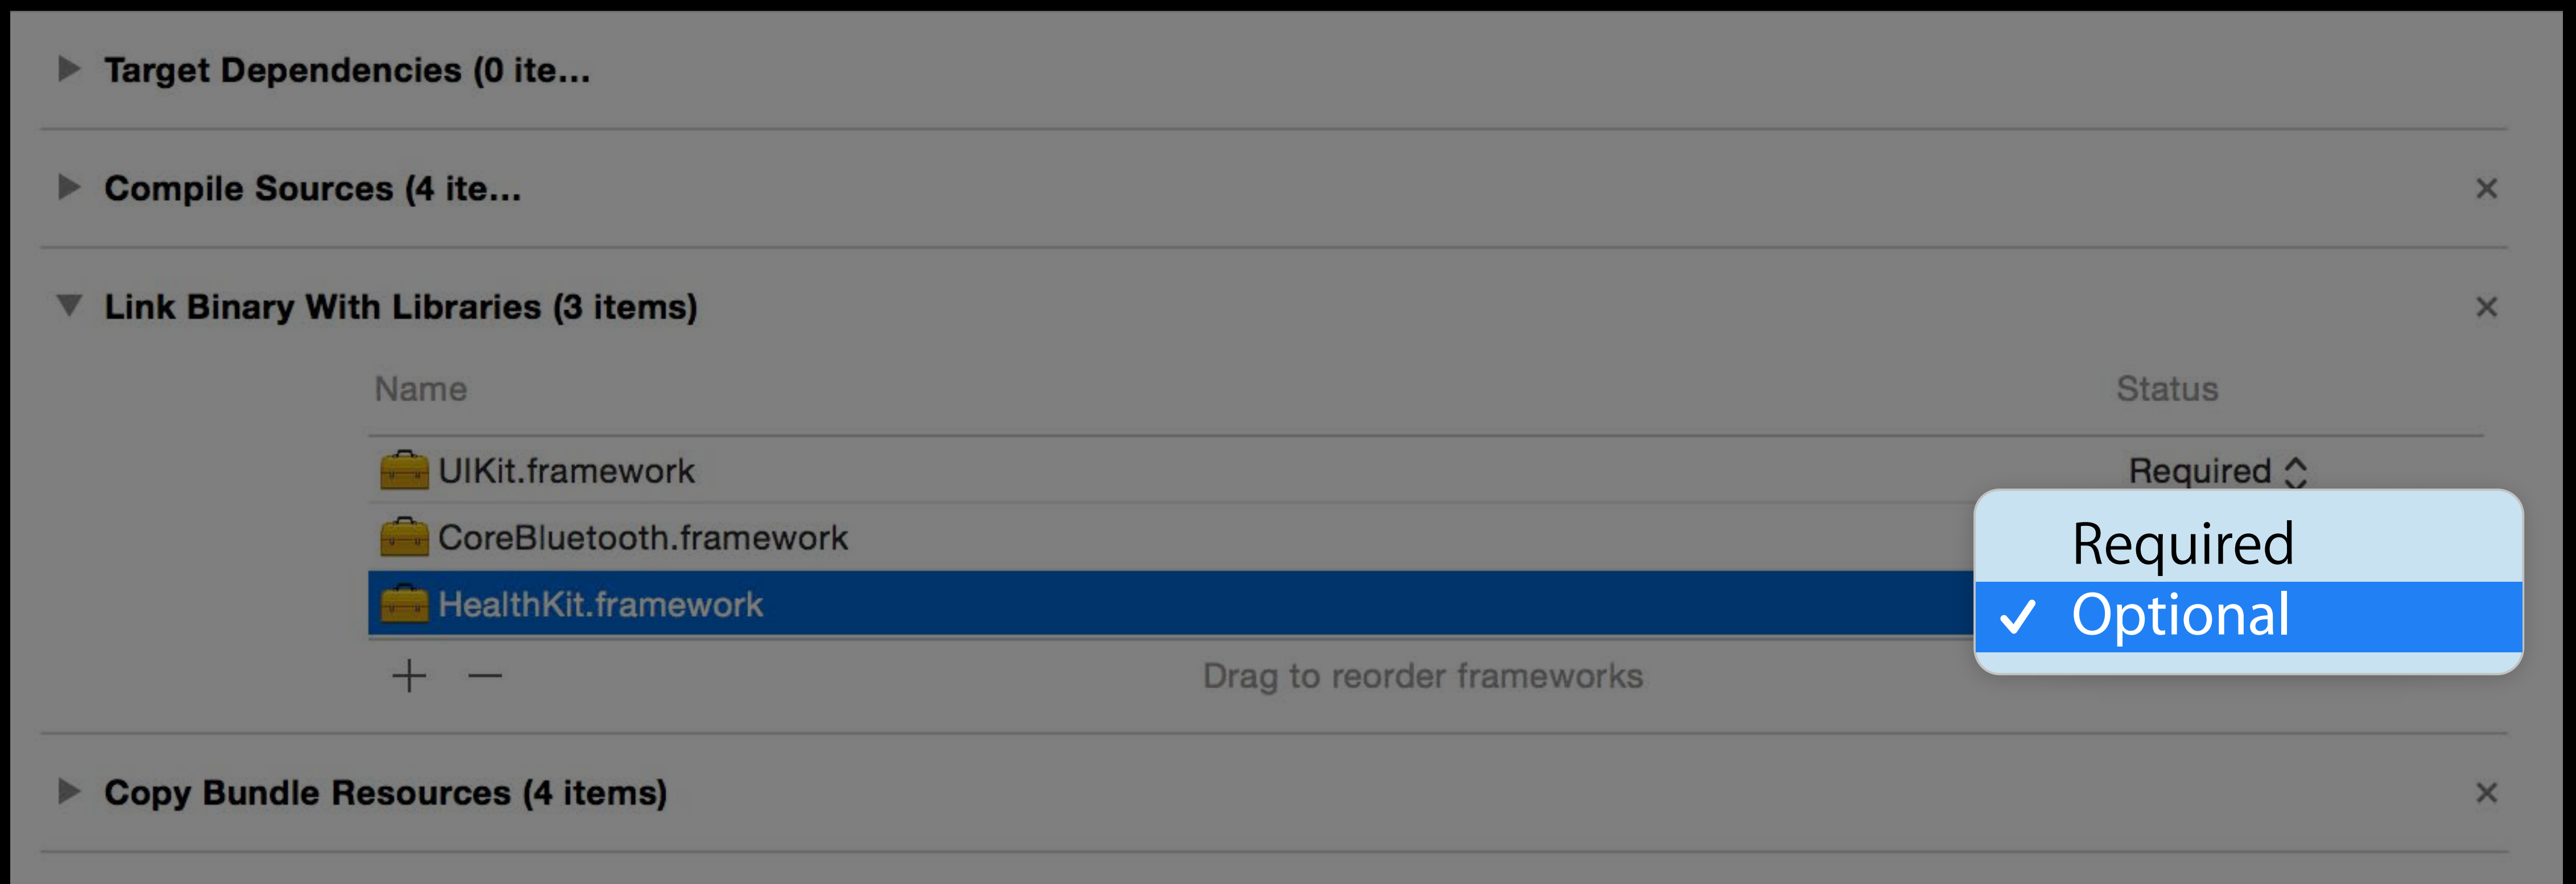 Target Dependencies (0 ite...
Compile Sources (4 ite...
Link Binary With Libraries (3 items)
Name Status
UIKit.framework Required
CoreBluetooth.framework Required
HealthKit.framework Optional
Drag to reorder frameworks
Copy Bundle Resources (4 items)